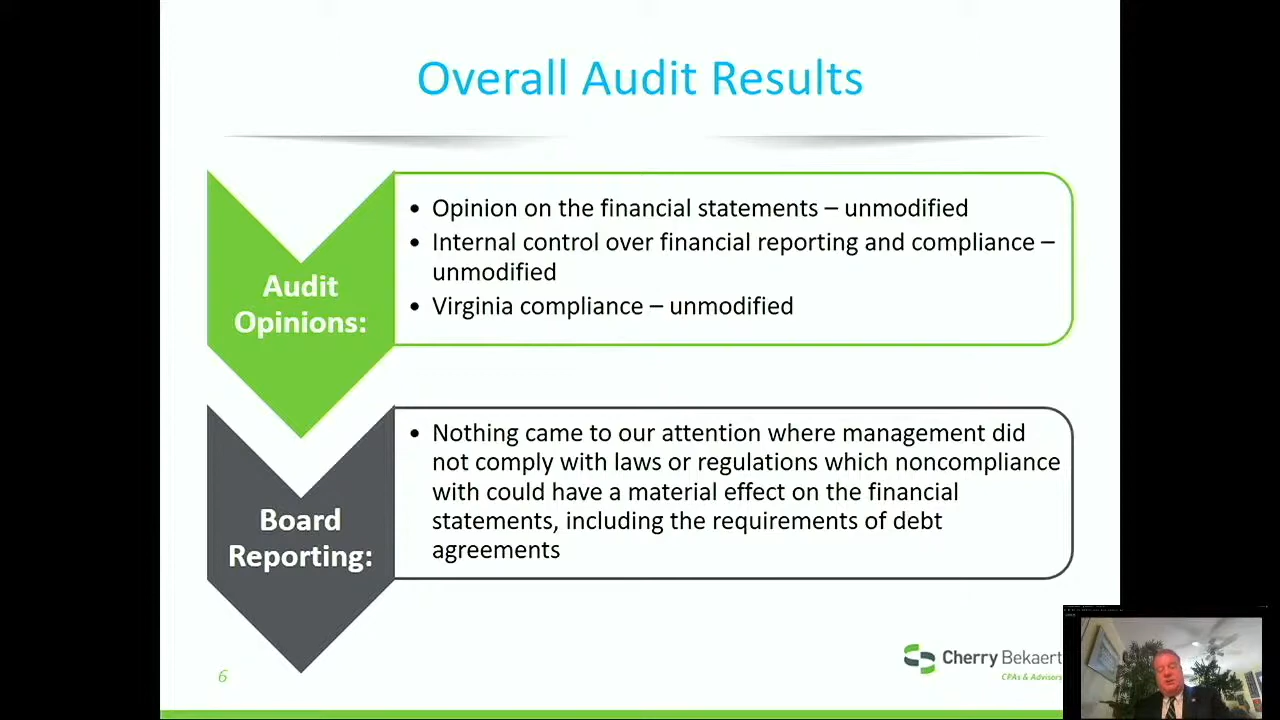 Overall Audit Results
Audit
Opinions:
• Opinion on the financial statements – unmodified
• Internal control over financial reporting and compliance –
unmodified
• Virginia compliance – unmodified
Board
Reporting:
• Nothing came to our attention where management did
not comply with laws or regulations which noncompliance
with could have a material effect on the financial
statements, including the requirements of debt
agreements
6
Cherry Bekaert
CPAs & Advisors